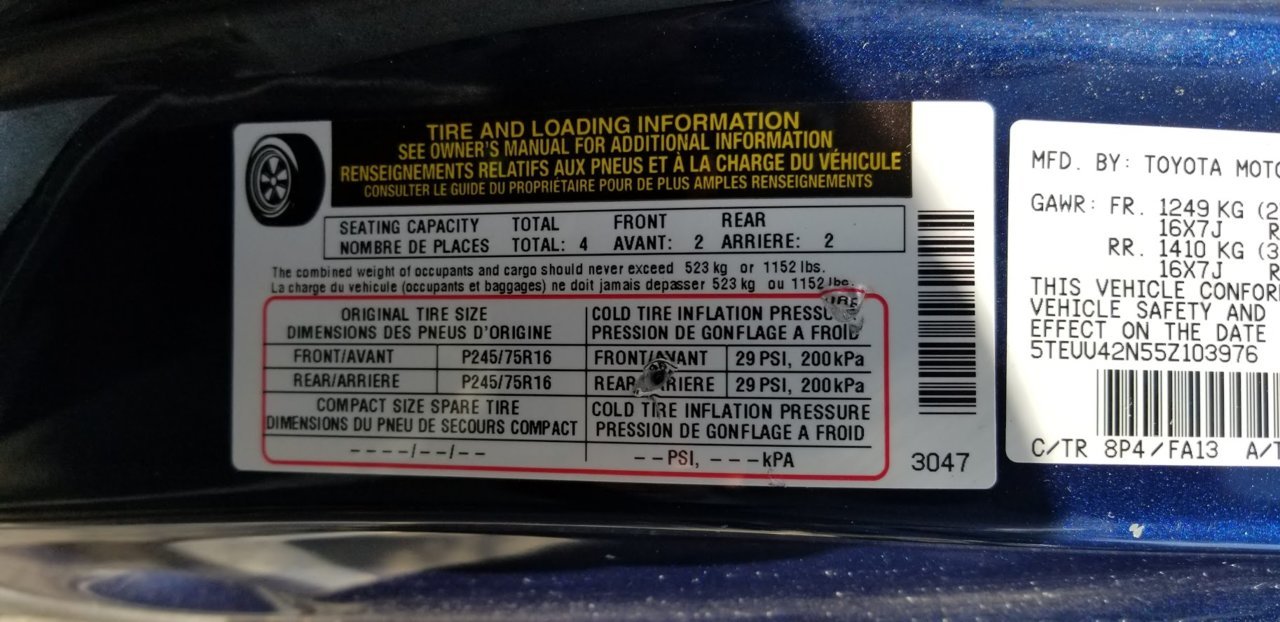 TIRE AND LOADING INFORMATION
SEE OWNER'S MANUAL FOR ADDITIONAL INFORMATION
RENSEIGNEMENTS RELATIFS AUX PNEUS ET À LA CHARGE DU VÉHICULE
CONSULTER LE GUIDE DU PROPRIÉTAIRE POUR DE PLUS AMPLES RENSEIGNEMENTS
SEATING CAPACITY TOTAL FRONT REAR
NOMBRE DE PLACES TOTAL: 4 AVANT: 2 ARRIERE: 2
The combined weight of occupants and cargo should never exceed 523 kg or 1152 lbs.
La charge du vehicule (occupants et bagages) ne doit jamais depasser 523 kg ou 1152 lbs.
ORIGINAL TIRE SIZE COLD TIRE INFLATION PRESSURE
DIMENSIONS DES PNEUS D'ORIGINE PRESSION DE GONFLAGE A FROID
FRONT/AVANT P245/75R16 FRONT/AVANT 29 PSI, 200kPa
REAR/ARRIERE P245/75R16 REAR/ARRIERE 29 PSI, 200kPa
COMPACT SIZE SPARE TIRE COLD TIRE INFLATION PRESSURE
DIMENSIONS DU PNEU DE SECOURS COMPACT PRESSION DE GONFLAGE A FROID
----/--/-- --PSI, ---kPA
3047
MFD. BY: TOYOTA
GAWR: FR. 1249 KG (2
16X7J R
RR. 1410 KG (3
16X7J R
THIS VEHICLE
VEHICLE SAFETY AND
EFFECT ON THE DATE
5TEUU42N55Z103976
C/TR 8P4/FA13 A/T